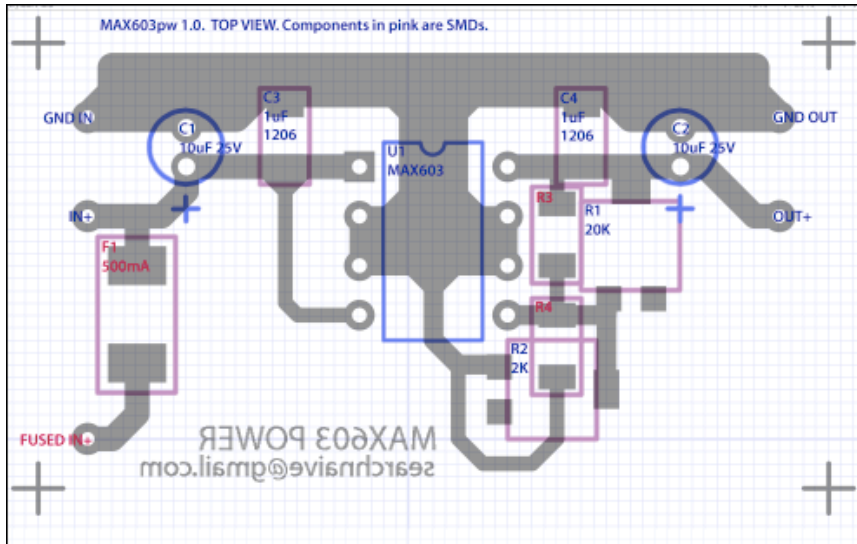 MAX603pw 1.0. TOP VIEW. Components in pink are SMDs.
C3
1uF
1206
C4
1uF
1206
GND IN
C1
10uF 25V
C2
10uF 25V
GND OUT
U1
MAX603
IN+
R3
R1
20K
OUT+
F1
500mA
R4
R2
2K
FUSED IN+
MAX603 POWER
searchnaive@gmail.com